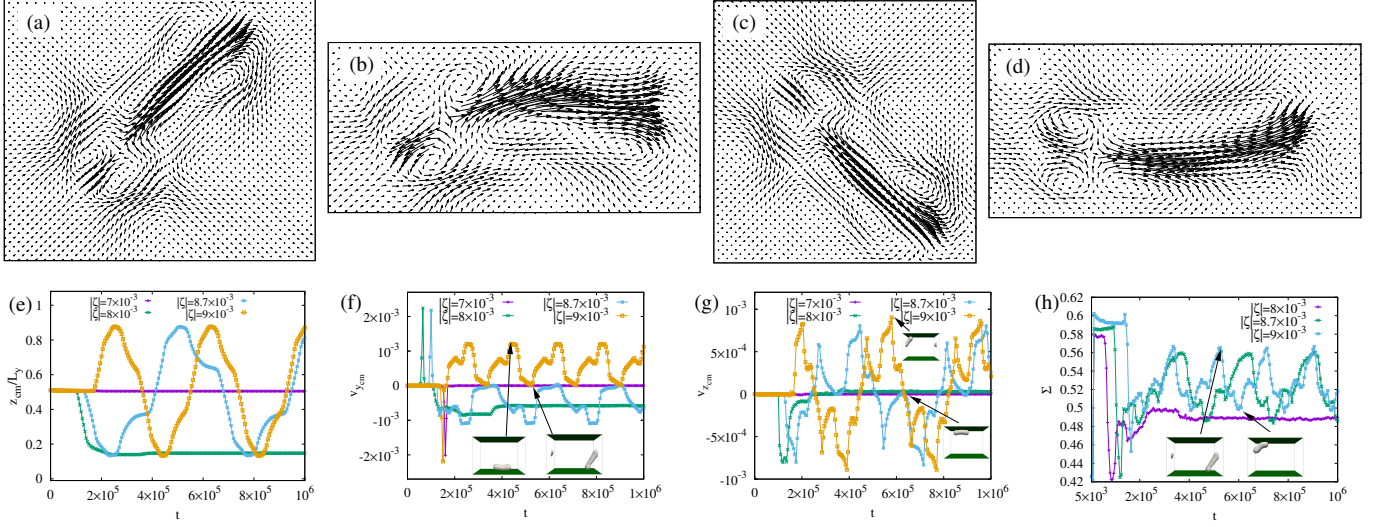 (a)
(b)
(c)
(d)
(e)
|ζ|=7×10⁻³
|ζ|=8×10⁻³
|ζ|=8.7×10⁻³
|ζ|=9×10⁻³
1
0.8
0.6
0.4
0.2
0
z_cm/L_y
0
2×10⁵
4×10⁵
6×10⁵
8×10⁵
10⁶
t
(f)
|ζ|=7×10⁻³
|ζ|=8×10⁻³
|ζ|=8.7×10⁻³
|ζ|=9×10⁻³
2×10⁻³
10⁻³
0
-10⁻³
-2×10⁻³
v_y_cm
0
2×10⁵
4×10⁵
6×10⁵
8×10⁵
1×10⁶
t
(g)
|ζ|=7×10⁻³
|ζ|=8×10⁻³
|ζ|=8.7×10⁻³
|ζ|=9×10⁻³
10⁻³
5×10⁻⁴
0
-5×10⁻⁴
-10⁻³
v_z_cm
0
2×10⁵
4×10⁵
6×10⁵
8×10⁵
1×10⁶
t
(h)
|ζ|=8×10⁻³
|ζ|=8.7×10⁻³
|ζ|=9×10⁻³
0.62
0.6
0.58
0.56
0.54
0.52
0.5
0.48
0.46
0.44
0.42
Σ
5×10³
2×10⁵
4×10⁵
6×10⁵
8×10⁵
10⁶
t